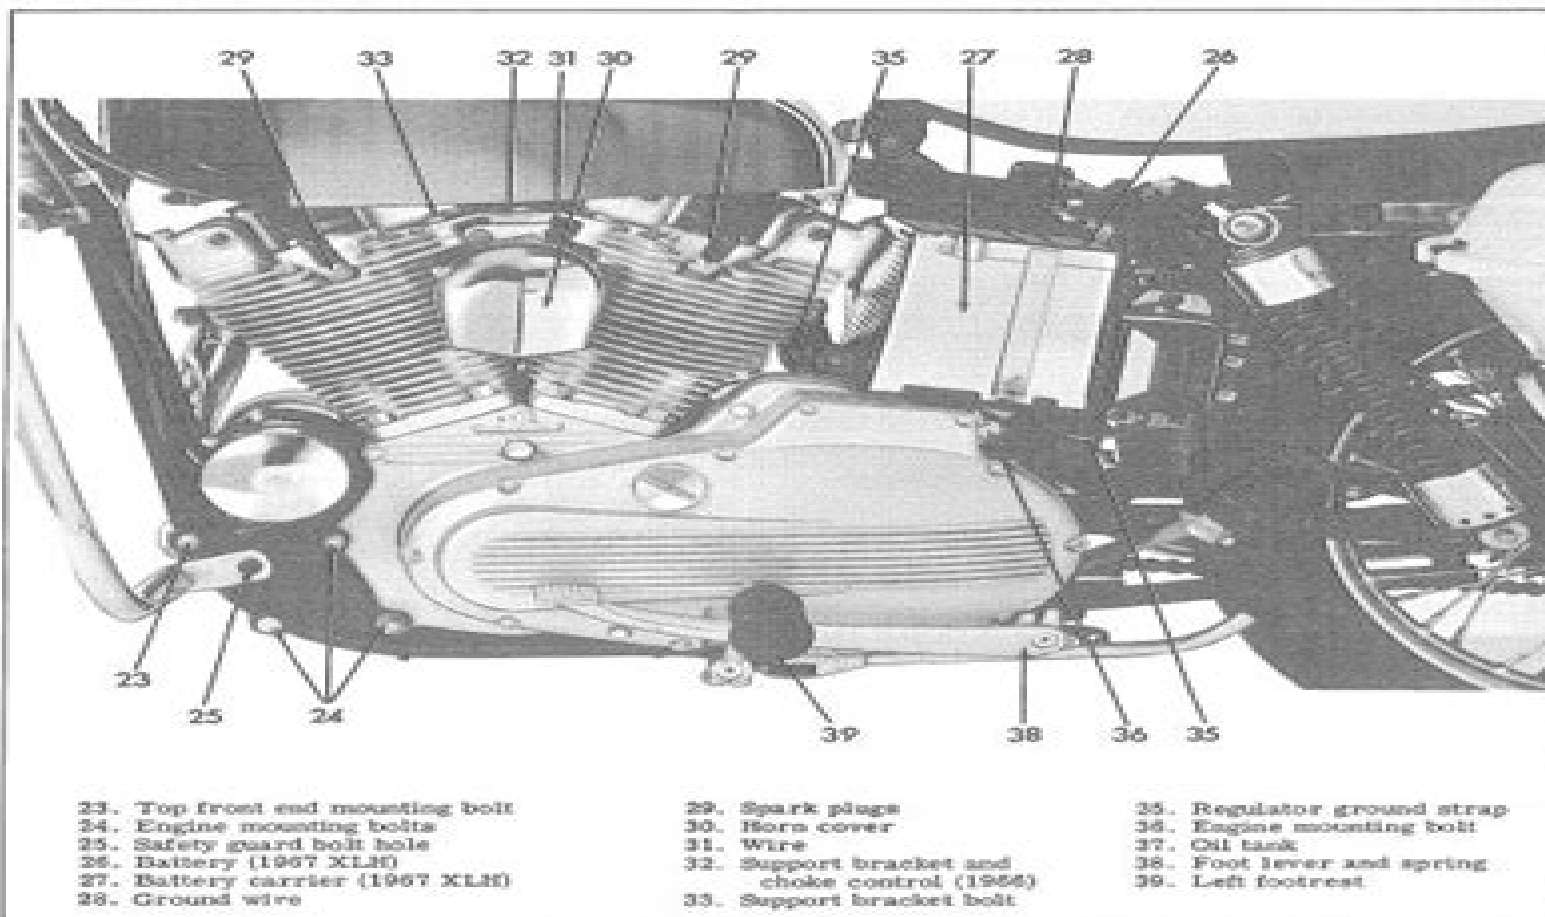 29 33 32 31 30 29 35 27 28 26
23 25 24 39 38 36 35
23. Top front end mounting bolt
24. Engine mounting bolts
25. Safety guard bolt hole
26. Battery (1967 XLH)
27. Battery carrier (1967 XLH)
28. Ground wire
29. Spark plugs
30. Horn cover
31. Wire
32. Support bracket and
choke control (1966)
33. Support bracket bolt
35. Regulator ground strap
36. Engine mounting bolt
37. Oil tank
38. Foot lever and spring
39. Left footrest